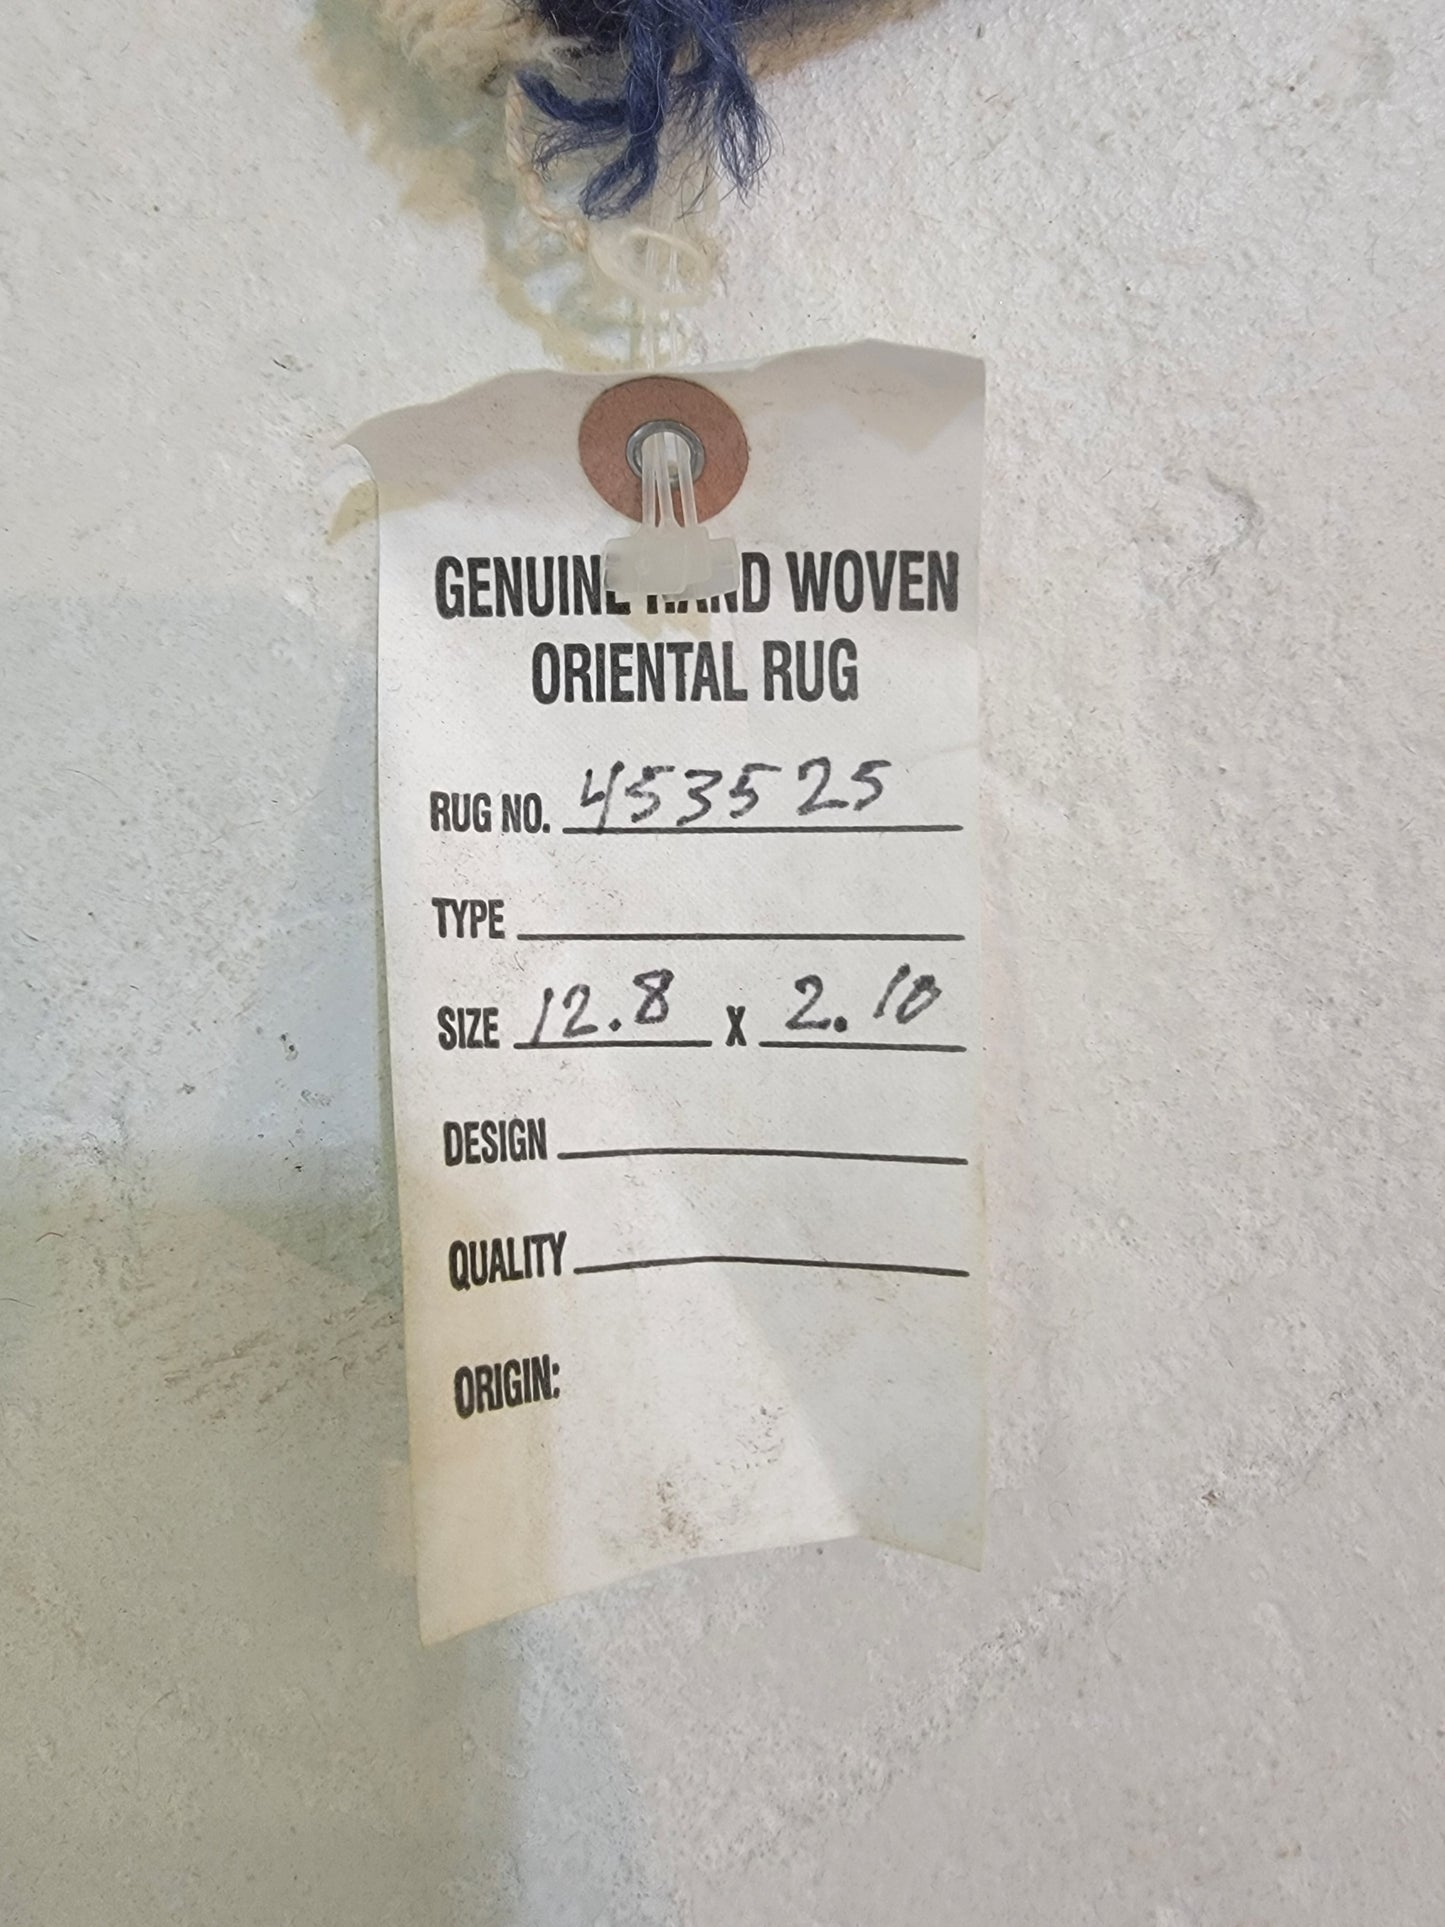 GENUINE HAND WOVEN
ORIENTAL RUG
RUG NO. 453525
TYPE
SIZE 12.8 X 2.10
DESIGN
QUALITY
ORIGIN: